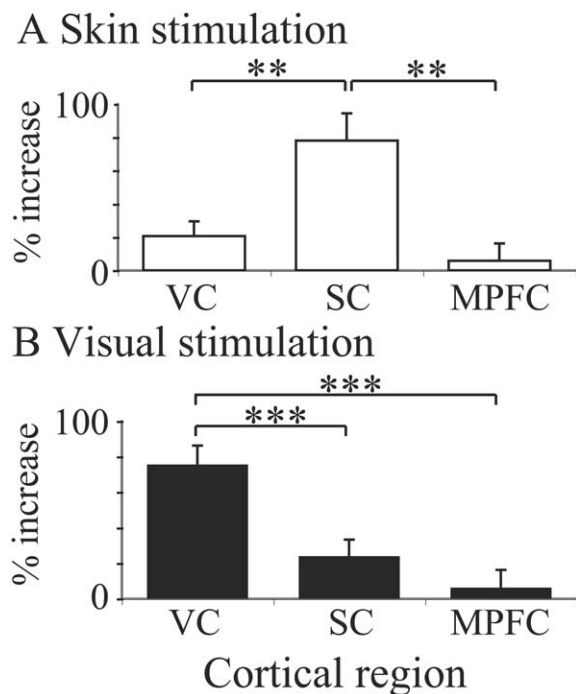 A Skin stimulation
** **
100
% increase
0
VC SC MPFC
B Visual stimulation
***
***
100
% increase
0
VC SC MPFC
Cortical region